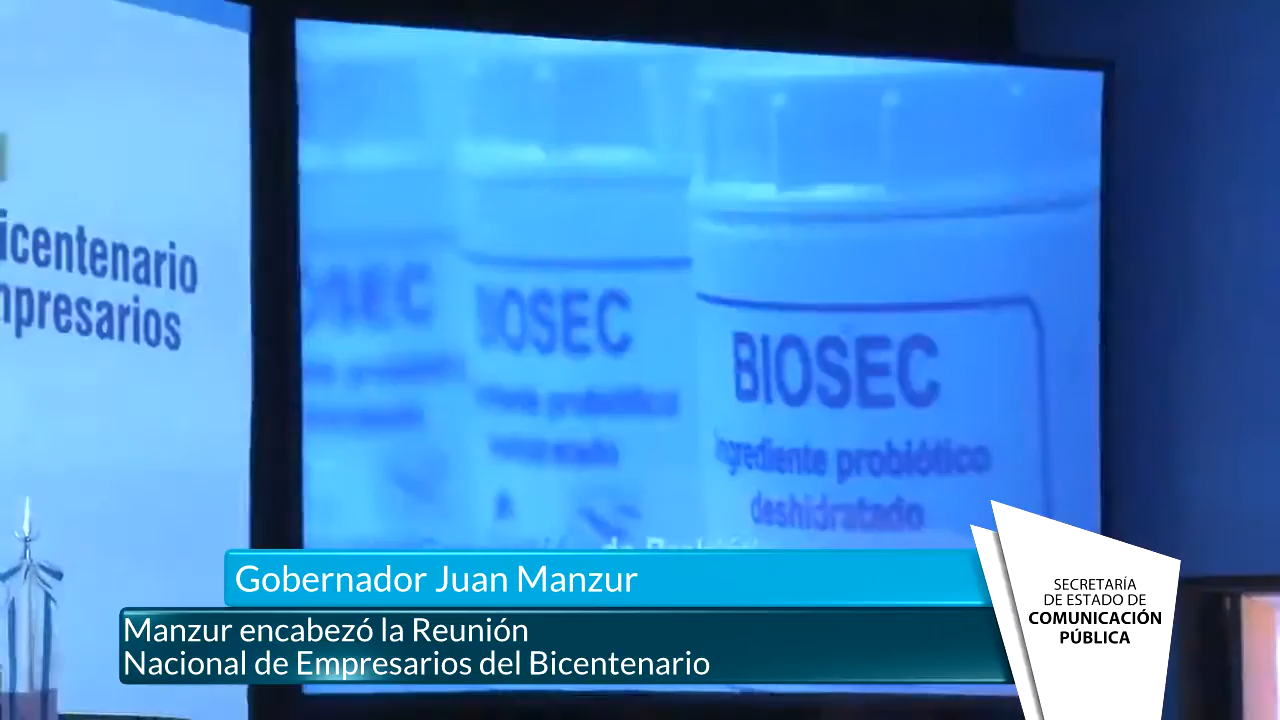 icentenario
mpresarios
OSEC
BIOSEC
BIOSEC
Ingrediente probiótico
deshidratado
Gobernador Juan Manzur
Manzur encabezó la Reunión
Nacional de Empresarios del Bicentenario
SECRETARÍA
DE ESTADO DE
COMUNICACIÓN
PÚBLICA